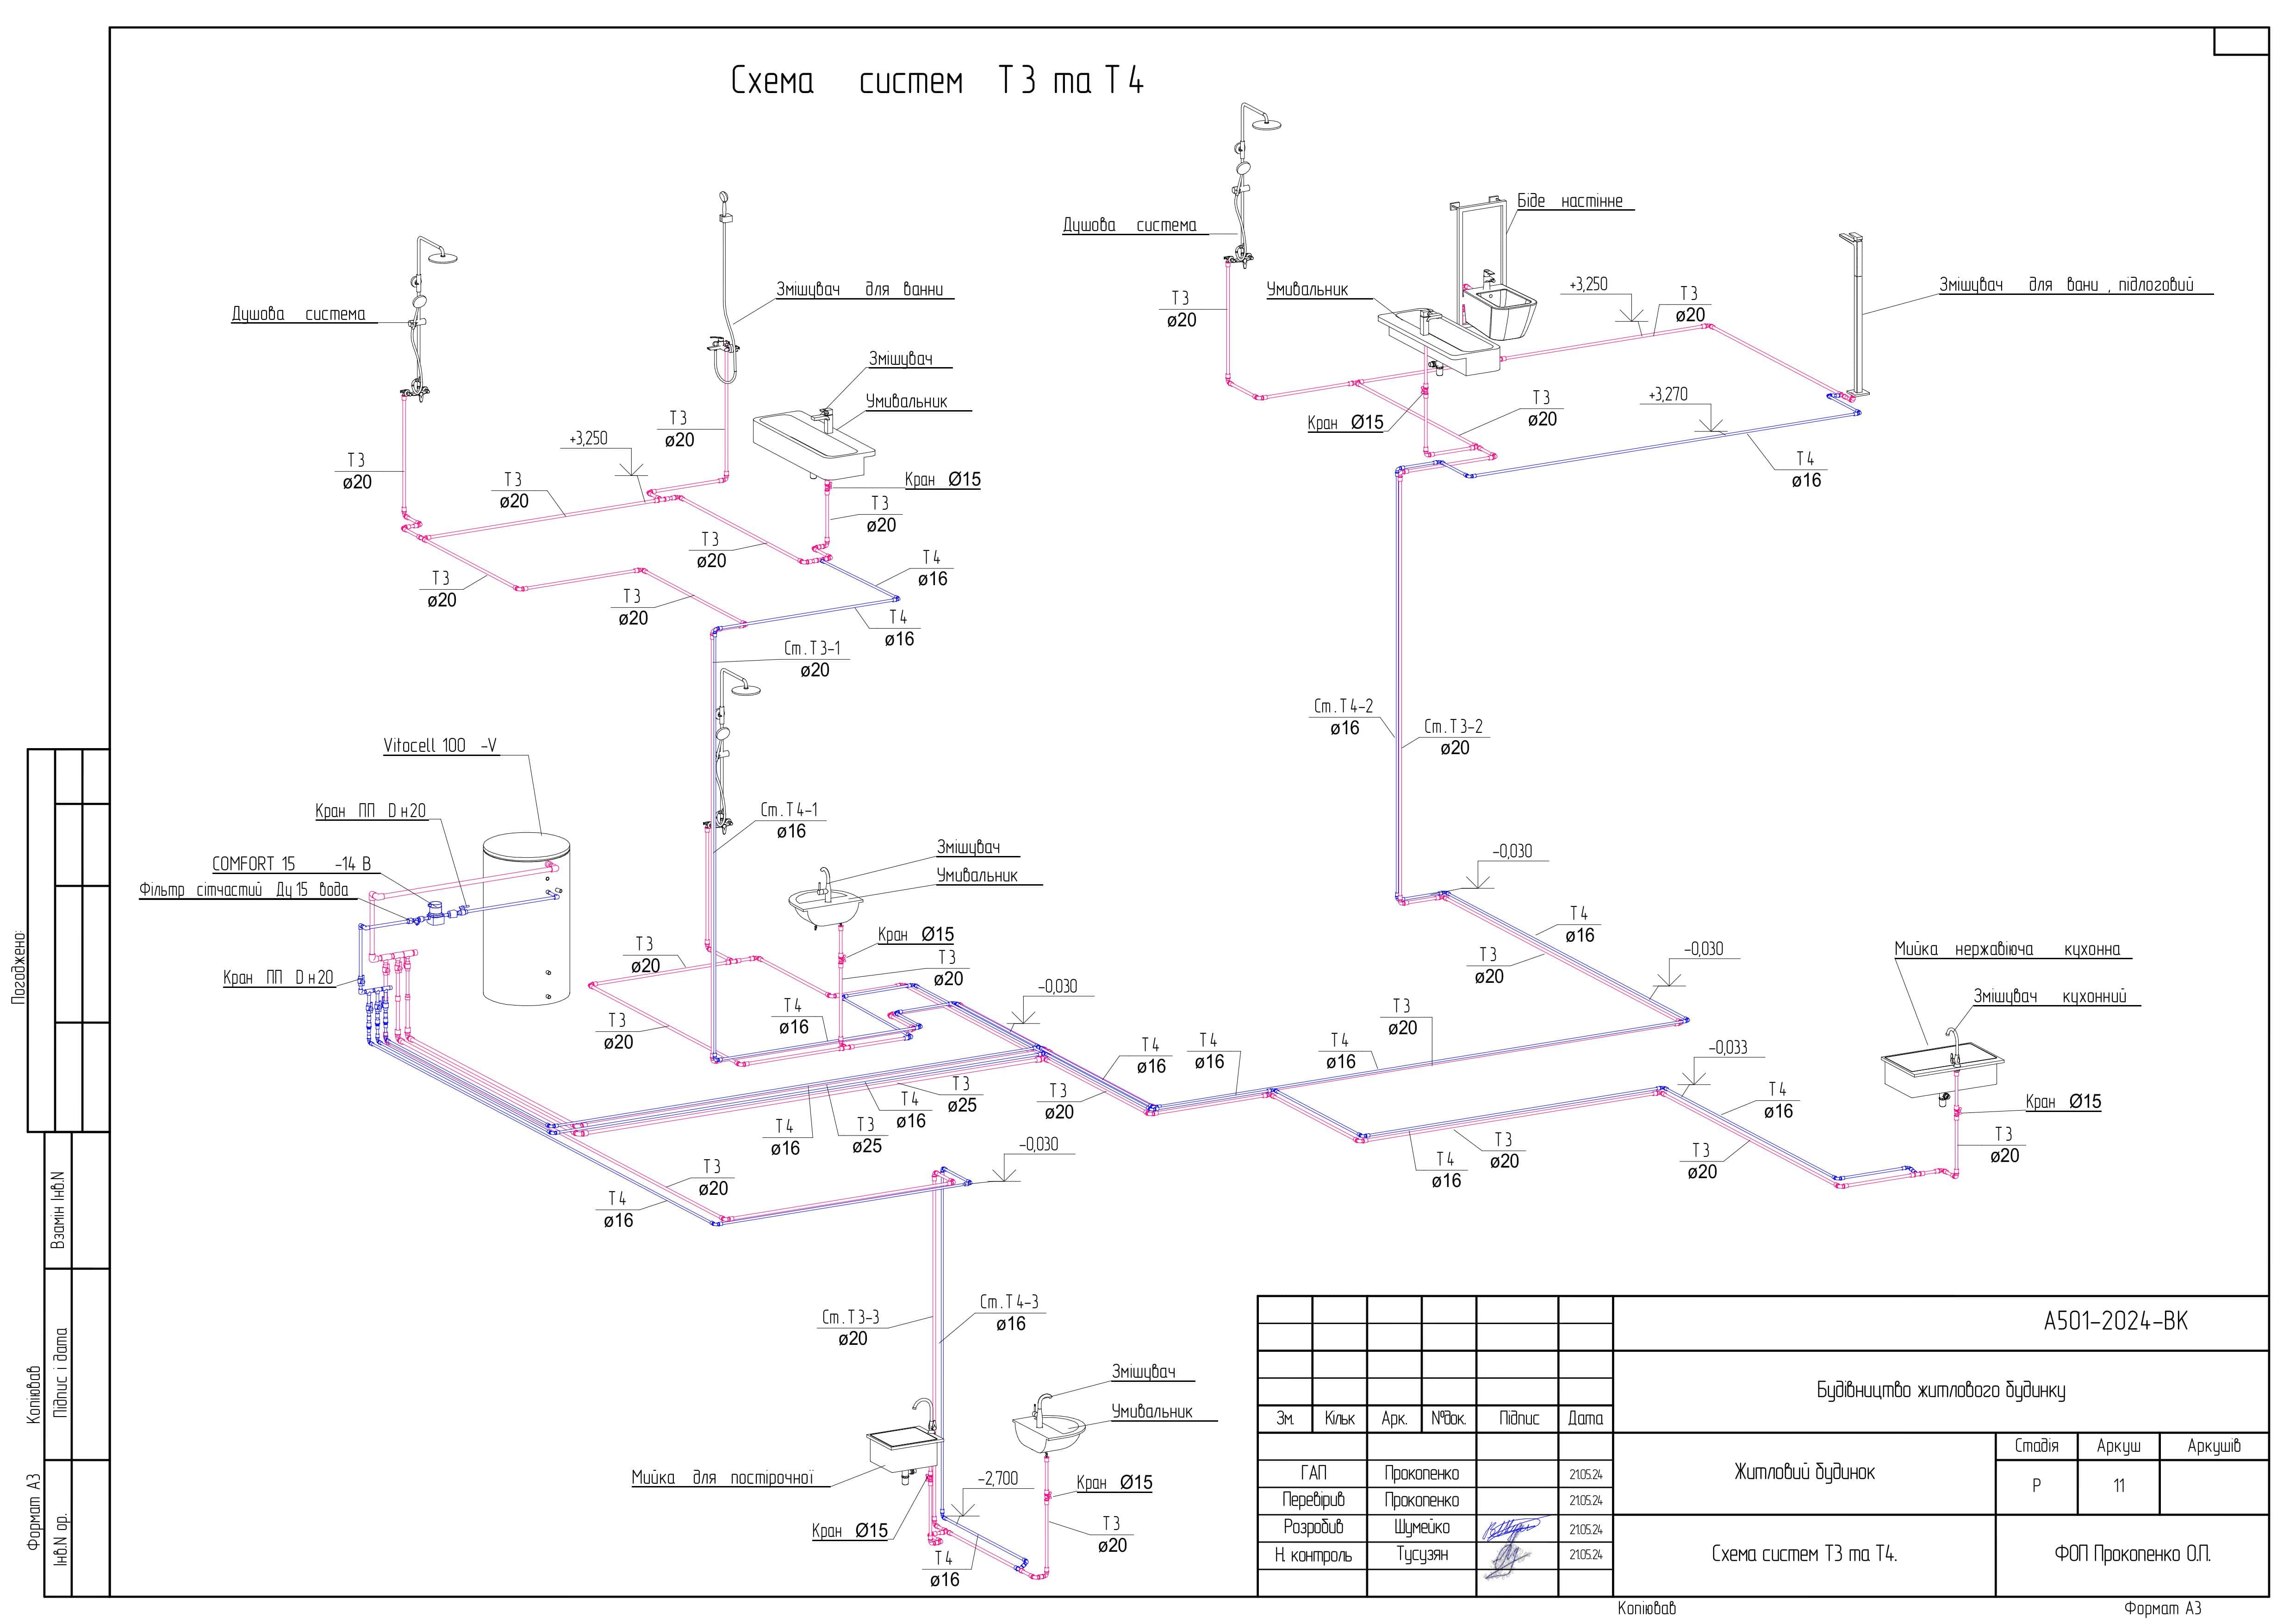 Схема систем Т3 та Т4
Душова система
Біде настінне
Умивальник
+3,250
Т3
ø20
Т3
ø20
Змішувач для вани, підлоговий
Кран Ø15
Т3
ø20
+3,270
Т4
ø16
Душова система
Змішувач для ванни
Змішувач
Умивальник
Т3
ø20
+3,250
Т3
ø20
Т3
ø20
Кран Ø15
Т3
ø20
Т3
ø20
Т4
ø16
Т3
ø20
Т3
ø20
Т4
ø16
Ст.Т3-1
ø20
Ст.Т4-2
ø16
Ст.Т3-2
ø20
Vitocell 100 -V
Кран ПП Dн20
COMFORT 15 -14 В
Фільтр сітчастий Ду15 вода
Кран ПП Dн20
Ст.Т4-1
ø16
Змішувач
Умивальник
Кран Ø15
Т3
ø20
Т3
ø20
Т3
ø20
Т4
ø16
-0,030
-0,030
Т4
ø16
Т3
ø20
-0,030
Мийка нержавіюча кухонна
Змішувач кухонний
Т3
ø20
Т4
ø16
Т4
ø16
Т4
ø16
Т3
ø20
-0,033
Т4
ø16
Кран Ø15
Т3
ø20
Т3
ø25
Т4
ø16
Т3
ø25
Т4
ø16
Т3
ø20
Т4
ø16
Т3
ø20
-0,030
Т3
ø20
Т4
ø16
Ст.Т3-3
ø20
Ст.Т4-3
ø16
Змішувач
Умивальник
Мийка для постірочної
-2,700
Кран Ø15
Кран Ø15
Т3
ø20
Т4
ø16
Погоджено:
Взамін Інв.N
Підпис і дата
Інв.N ор.
Копіював
Формат А3
А501-2024-ВК
Будівництво житлового будинку
Зм. Кільк Арк. №док. Підпис Дата
Житловий будинок
Стадія Аркуш Аркушів
Р 11
ГАП Прокопенко 21.05.24
Перевірив Прокопенко 21.05.24
Розробив Шумейко 21.05.24
Н. контроль Тусузян 21.05.24
Схема систем Т3 та Т4.
ФОП Прокопенко О.П.
Копіював
Формат А3